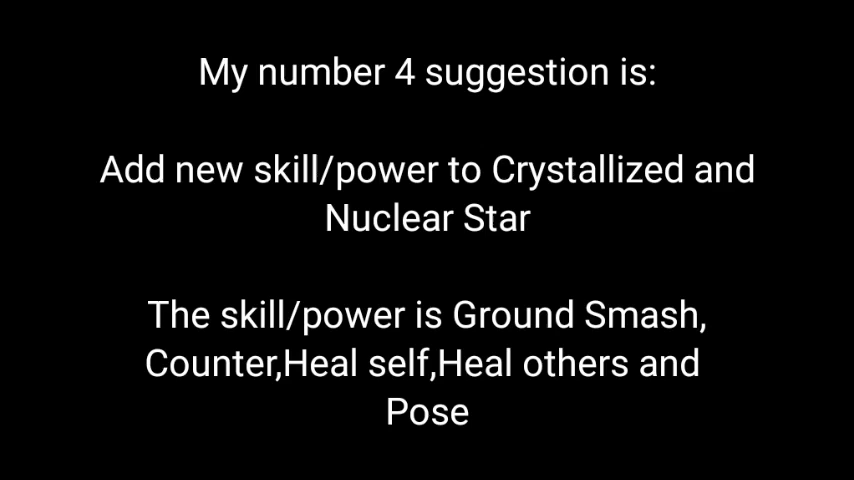 My number 4 suggestion is:
Add new skill/power to Crystallized and
Nuclear Star
The skill/power is Ground Smash,
Counter,Heal self,Heal others and
Pose